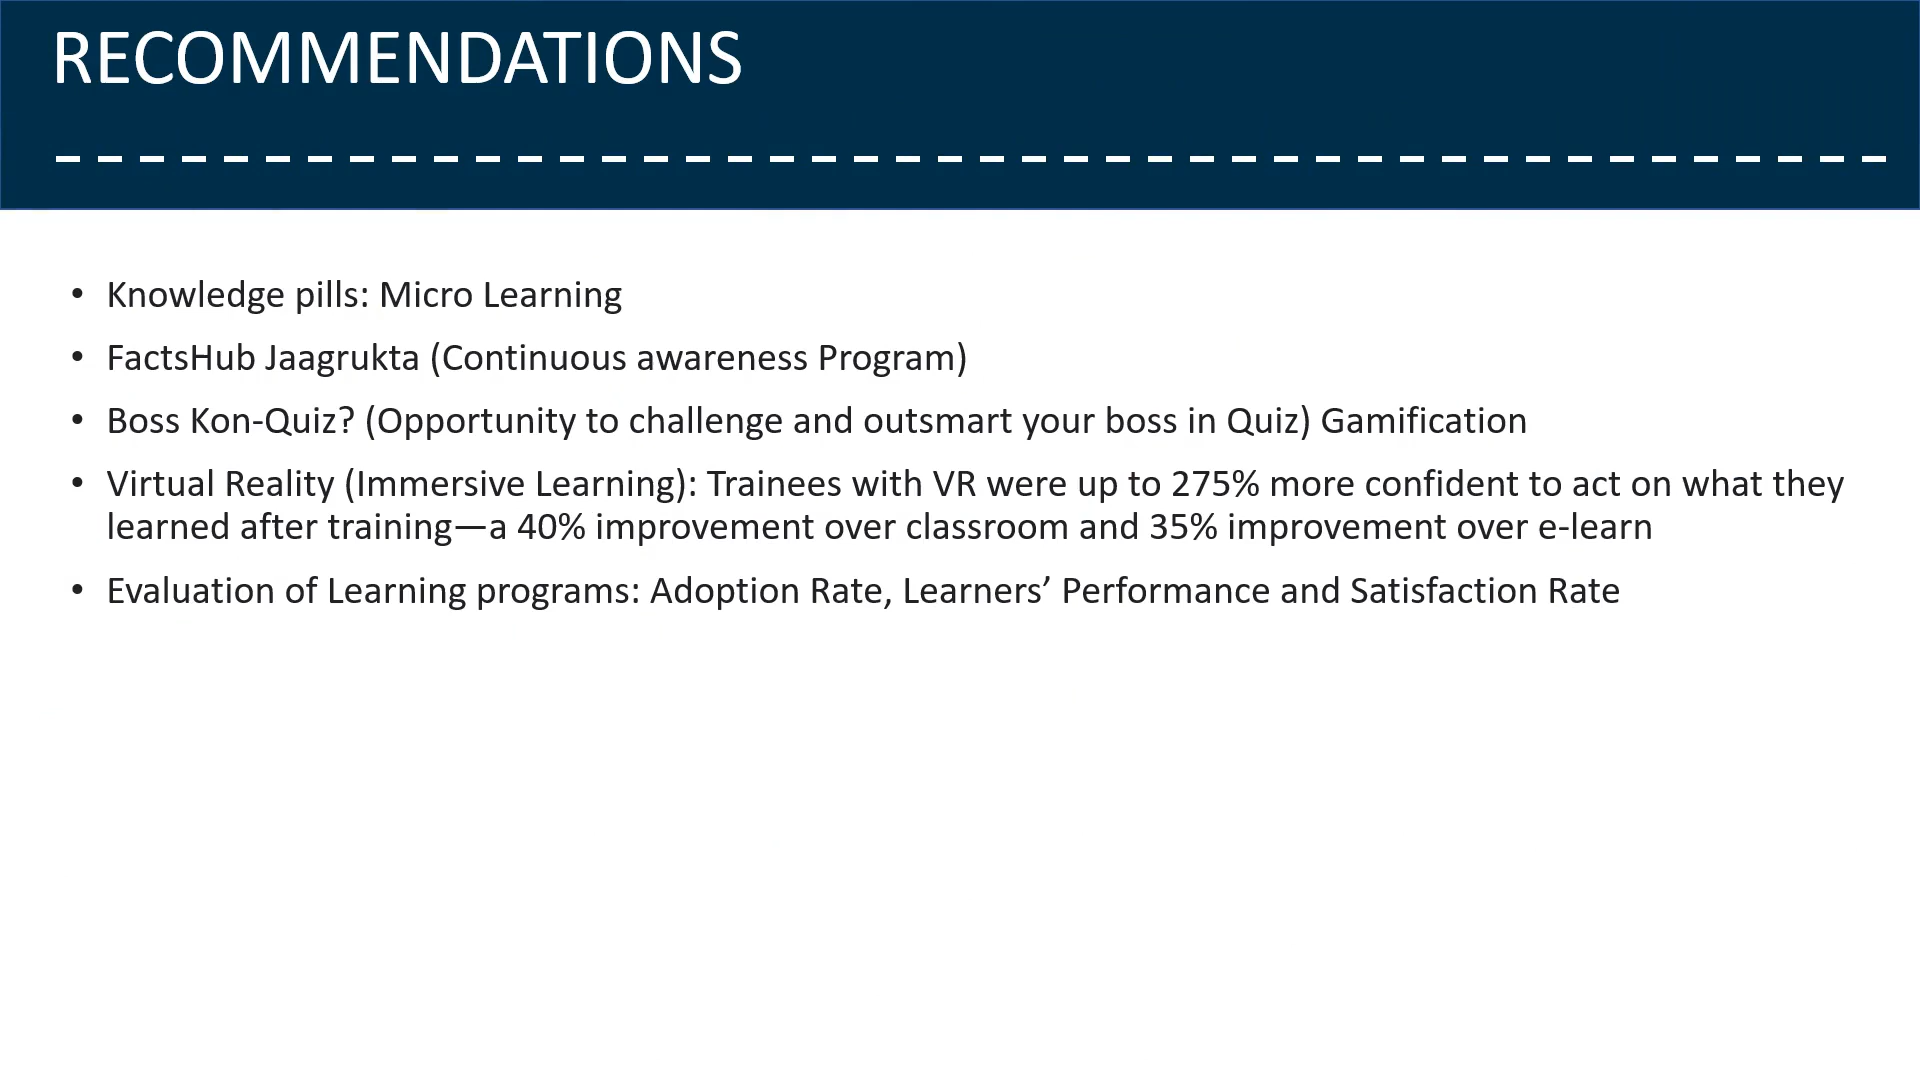 RECOMMENDATIONS
• Knowledge pills: Micro Learning
• FactsHub Jaagrukta (Continuous awareness Program)
• Boss Kon-Quiz? (Opportunity to challenge and outsmart your boss in Quiz) Gamification
• Virtual Reality (Immersive Learning): Trainees with VR were up to 275% more confident to act on what they
learned after training—a 40% improvement over classroom and 35% improvement over e-learn
• Evaluation of Learning programs: Adoption Rate, Learners’ Performance and Satisfaction Rate